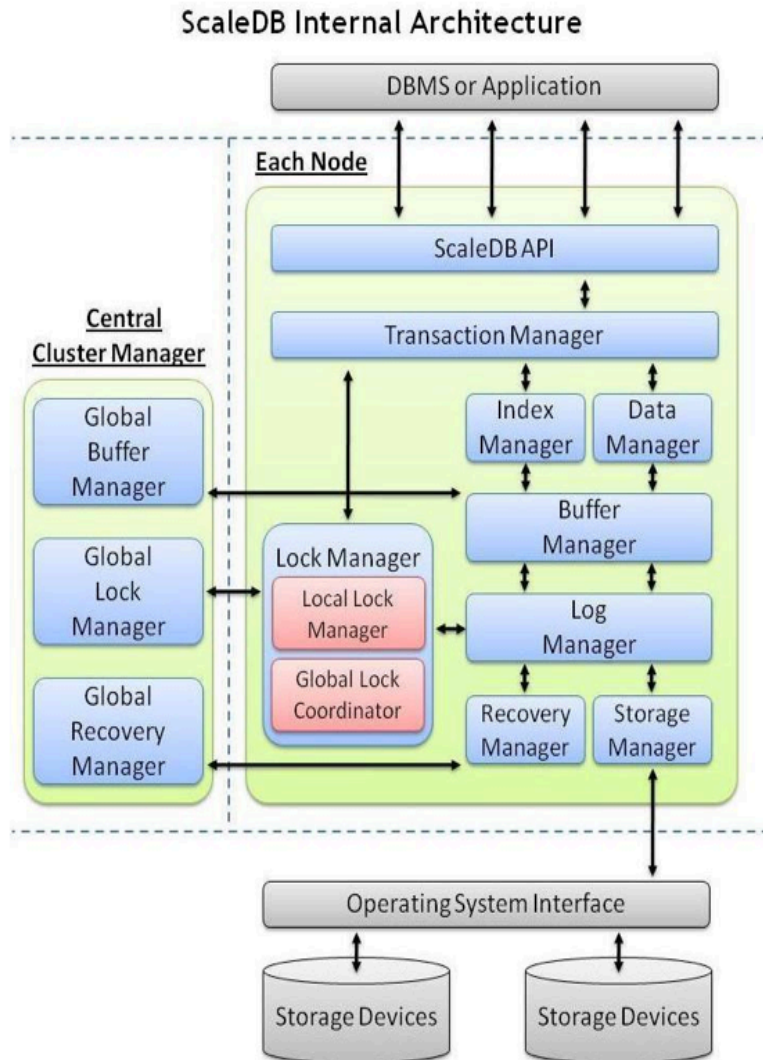 ScaleDB Internal Architecture
DBMS or Application
Each Node
ScaleDB API
Transaction Manager
Central
Cluster Manager
Global
Buffer
Manager
Global
Lock
Manager
Global
Recovery
Manager
Index
Manager
Data
Manager
Buffer
Manager
Lock Manager
Local Lock
Manager
Global Lock
Coordinator
Log
Manager
Recovery
Manager
Storage
Manager
Operating System Interface
Storage Devices
Storage Devices